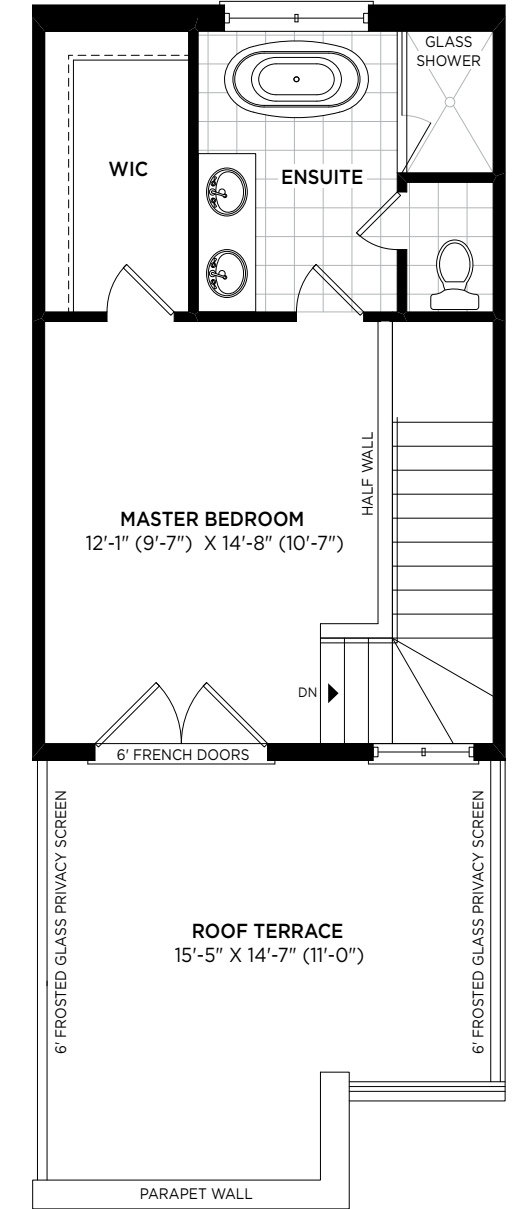 GLASS
SHOWER
WIC
ENSUITE
HALF WALL
MASTER BEDROOM
12'-1" (9'-7") X 14'-8" (10'-7")
DN
6' FRENCH DOORS
6' FROSTED GLASS PRIVACY SCREEN
6' FROSTED GLASS PRIVACY SCREEN
ROOF TERRACE
15'-5" X 14'-7" (11'-0")
PARAPET WALL